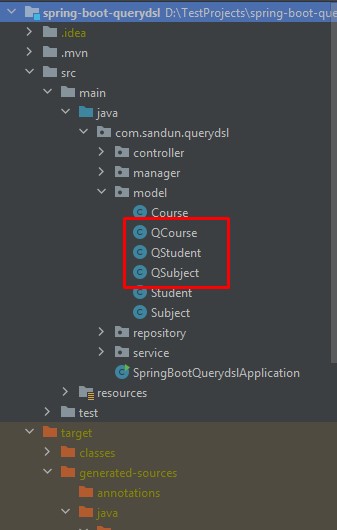 spring-boot-querydsl D:\TestProjects\spring-boot-que
.idea
.mvn
src
main
java
com.sandun.querydsl
controller
manager
model
Course
QCourse
QStudent
QSubject
Student
Subject
repository
service
SpringBootQuerydslApplication
resources
test
target
classes
generated-sources
annotations
java